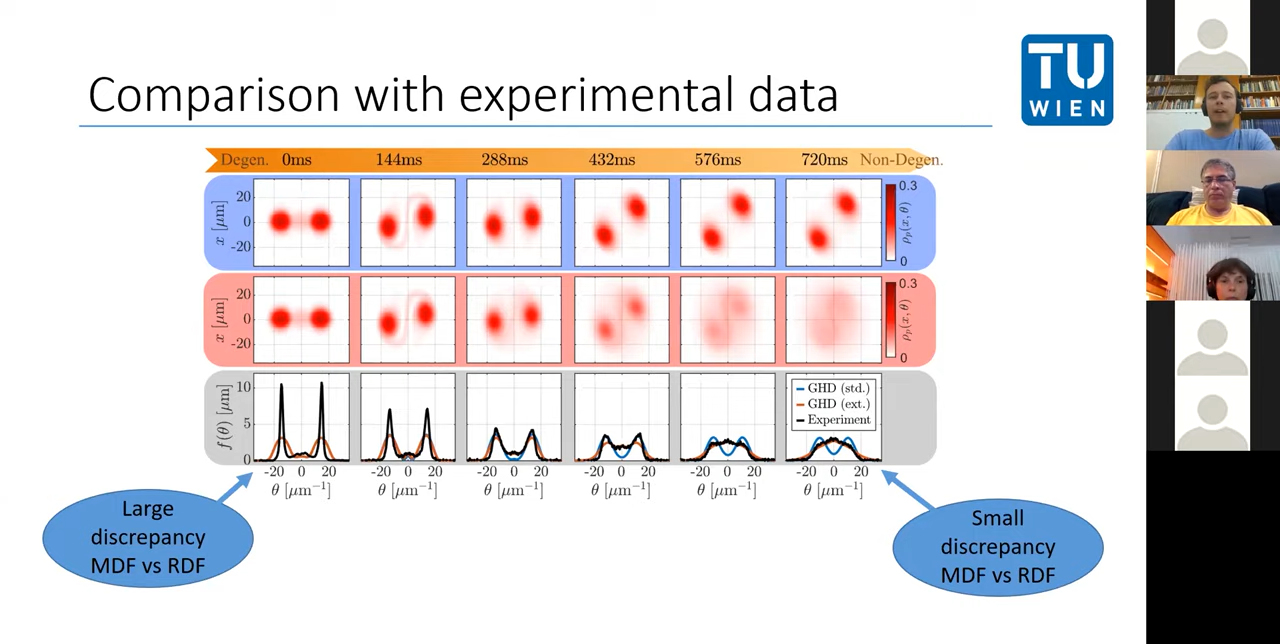 Comparison with experimental data
TU
WIEN
Degen. 0ms 144ms 288ms 432ms 576ms 720ms Non-Degen.
x [μm]
20
0
-20
0.3
0
ρp(x, θ)
x [μm]
20
0
-20
0.3
0
ρp(x, θ)
f(θ) [μm]
10
5
0
GHD (std.)
GHD (ext.)
Experiment
-20 0 20 -20 0 20 -20 0 20 -20 0 20 -20 0 20 -20 0 20
θ [μm⁻¹] θ [μm⁻¹] θ [μm⁻¹] θ [μm⁻¹] θ [μm⁻¹] θ [μm⁻¹]
Large
discrepancy
MDF vs RDF
Small
discrepancy
MDF vs RDF